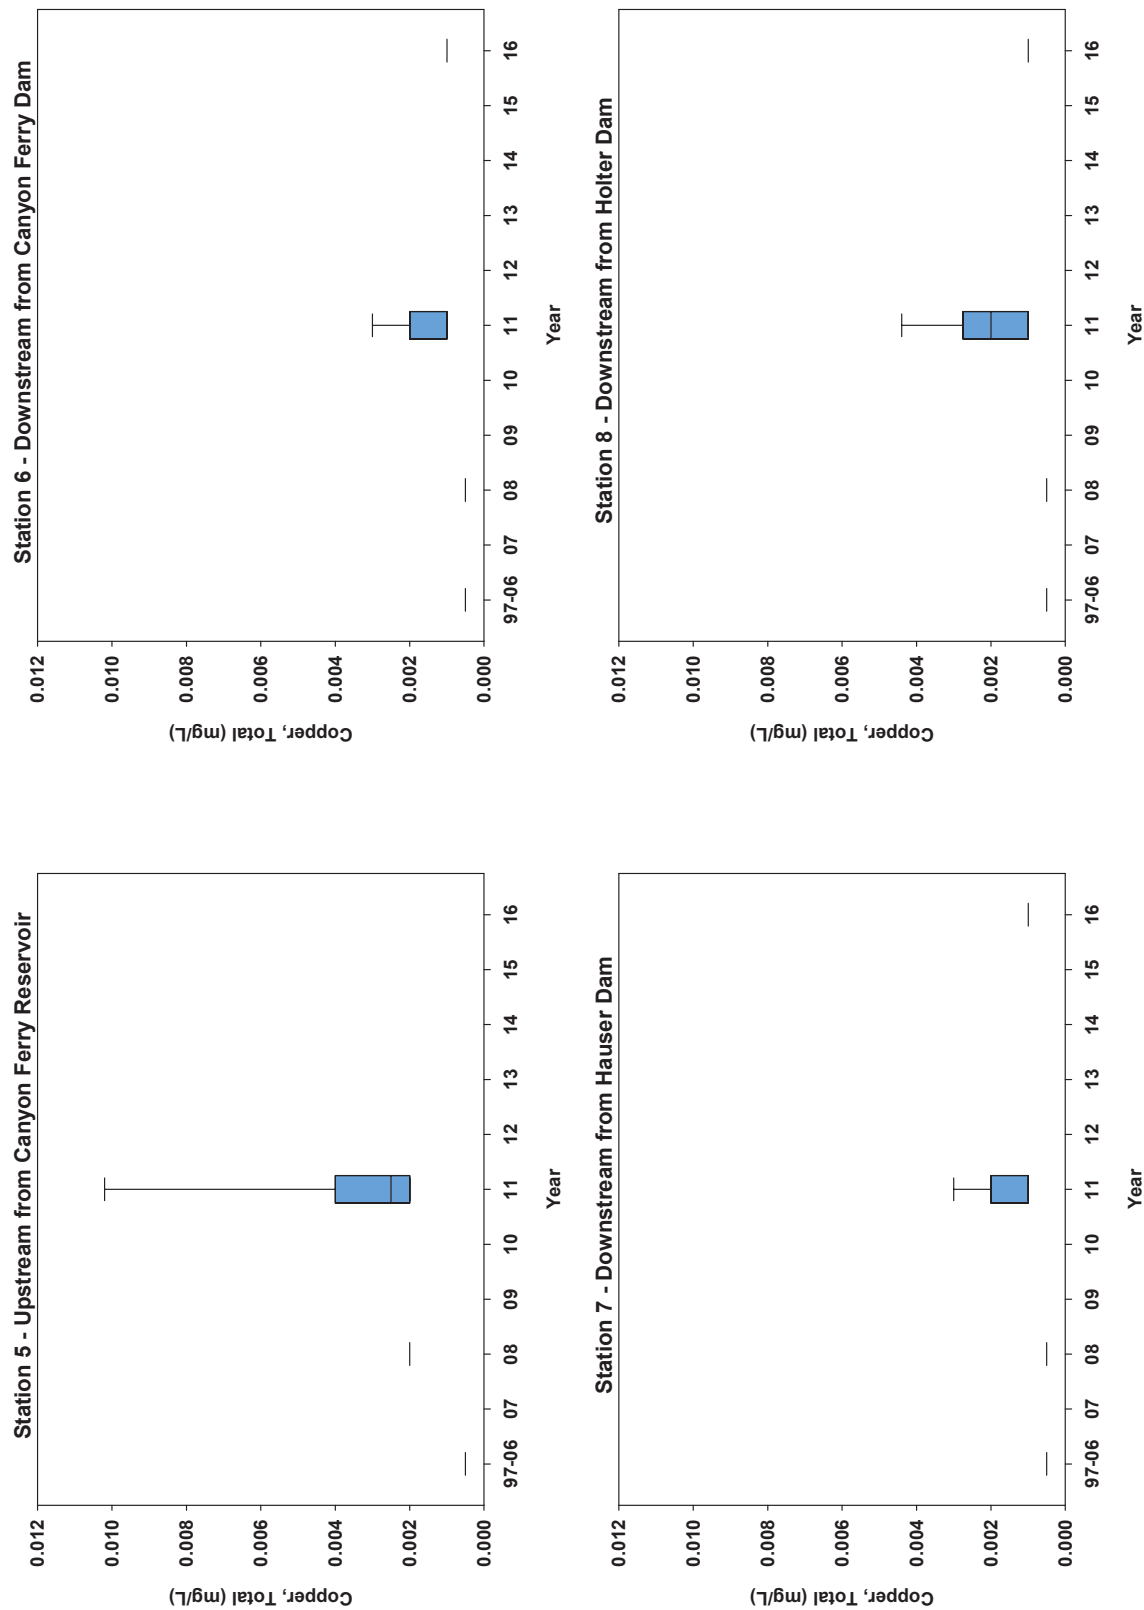 Station 5 - Upstream from Canyon Ferry Reservoir
Copper, Total (mg/L)
0.012
0.010
0.008
0.006
0.004
0.002
0.000
97-06 07 08 09 10 11 12 13 14 15 16
Year
Station 6 - Downstream from Canyon Ferry Dam
Copper, Total (mg/L)
0.012
0.010
0.008
0.006
0.004
0.002
0.000
97-06 07 08 09 10 11 12 13 14 15 16
Year
Station 7 - Downstream from Hauser Dam
Copper, Total (mg/L)
0.012
0.010
0.008
0.006
0.004
0.002
0.000
97-06 07 08 09 10 11 12 13 14 15 16
Year
Station 8 - Downstream from Holter Dam
Copper, Total (mg/L)
0.012
0.010
0.008
0.006
0.004
0.002
0.000
97-06 07 08 09 10 11 12 13 14 15 16
Year